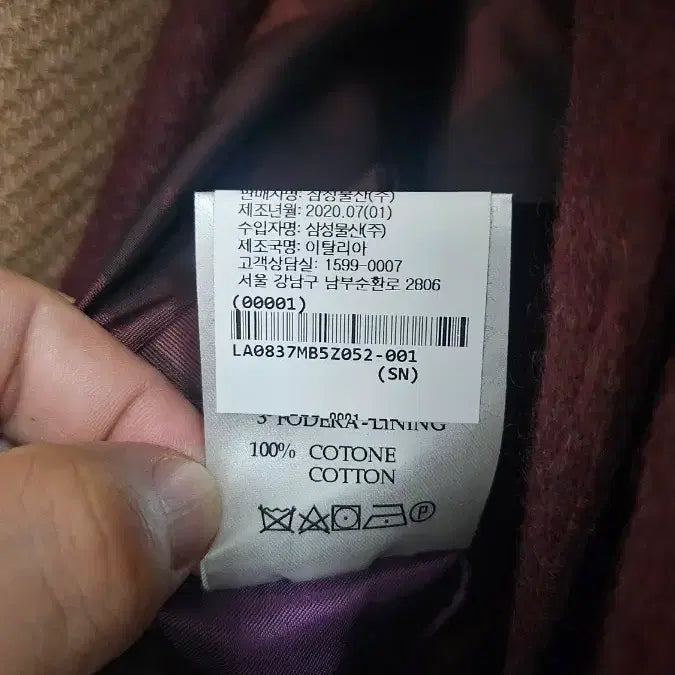 판매자명: 삼성물산(주)
제조년월: 2020.07(01)
수입자명: 삼성물산(주)
제조국명: 이탈리아
고객상담실: 1599-0007
서울 강남구 남부순환로 2806
(00001)
LA0837MB5Z052-001
(SN)
3 FODERA-LINING
100% COTONE
COTTON
P